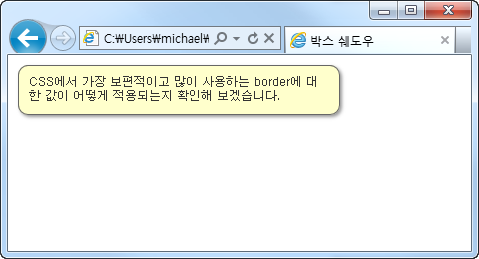 C:₩Users₩michael₩
박스 쉐도우
CSS에서 가장 보편적이고 많이 사용하는 border에 대
한 값이 어떻게 적용되는지 확인해 보겠습니다.